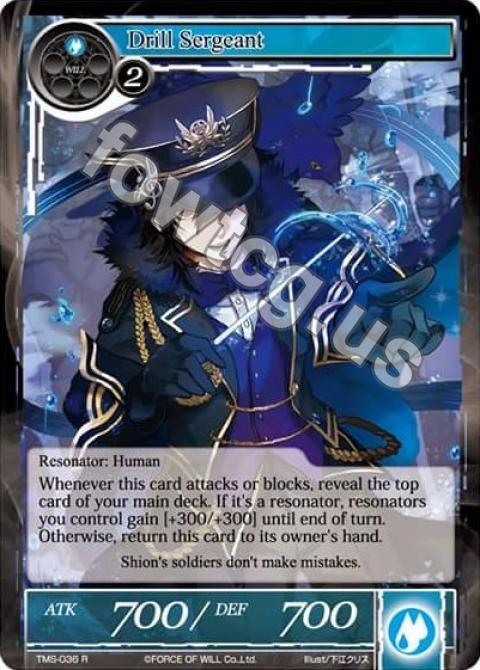 Drill Sergeant
WILL
2
fowtcg.us
Resonator: Human
Whenever this card attacks or blocks, reveal the top
card of your main deck. If it's a resonator, resonators
you control gain [+300/+300] until end of turn.
Otherwise, return this card to its owner's hand.
Shion's soldiers don't make mistakes.
ATK 700 / DEF 700
TMS-036 R ©FORCE OF WILL Co.,Ltd. Illust/下江クリス